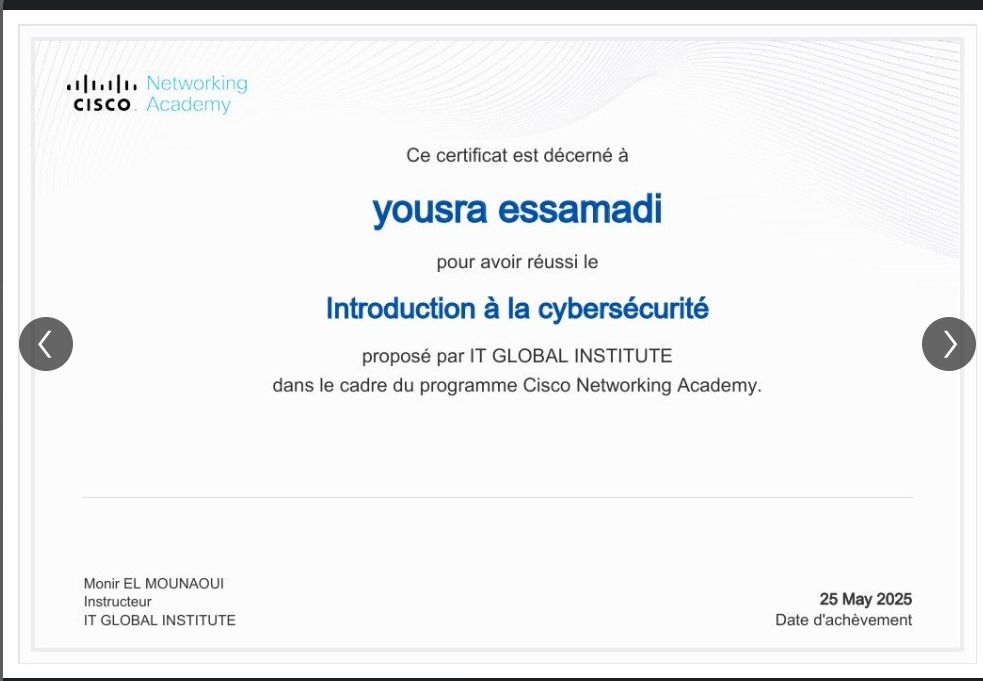 Networking
CISCO Academy
Ce certificat est décerné à
yousra essamadi
pour avoir réussi le
Introduction à la cybersécurité
proposé par IT GLOBAL INSTITUTE
dans le cadre du programme Cisco Networking Academy.
Monir EL MOUNAOUI
Instructeur
IT GLOBAL INSTITUTE
25 May 2025
Date d'achèvement